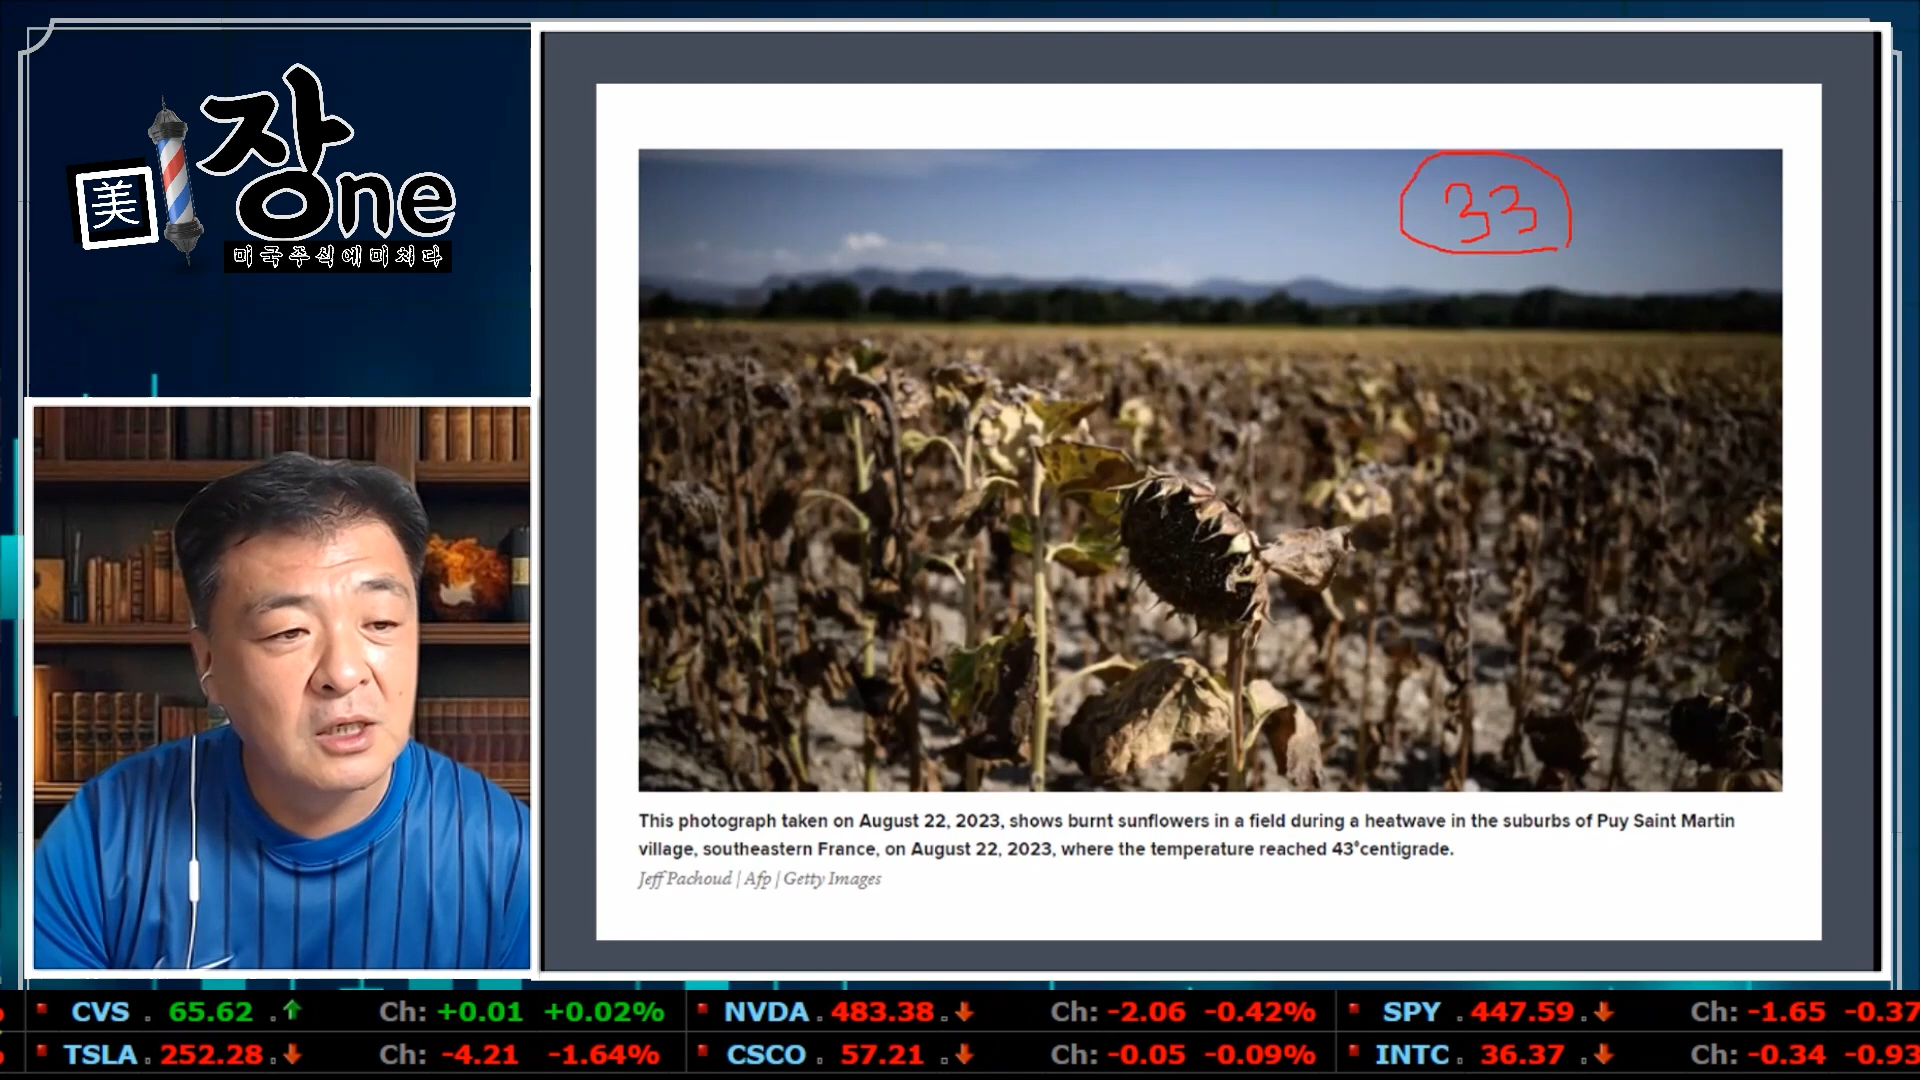 美
장one
미국주식에미치다
33
This photograph taken on August 22, 2023, shows burnt sunflowers in a field during a heatwave in the suburbs of Puy Saint Martin
village, southeastern France, on August 22, 2023, where the temperature reached 43°centigrade.
Jeff Pachoud | Afp | Getty Images
% CVS 65.62 Ch: +0.01 +0.02% NVDA 483.38 Ch: -2.06 -0.42% SPY 447.59 Ch: -1.65 -0.37
% TSLA 252.28 Ch: -4.21 -1.64% CSCO 57.21 Ch: -0.05 -0.09% INTC 36.37 Ch: -0.34 -0.93